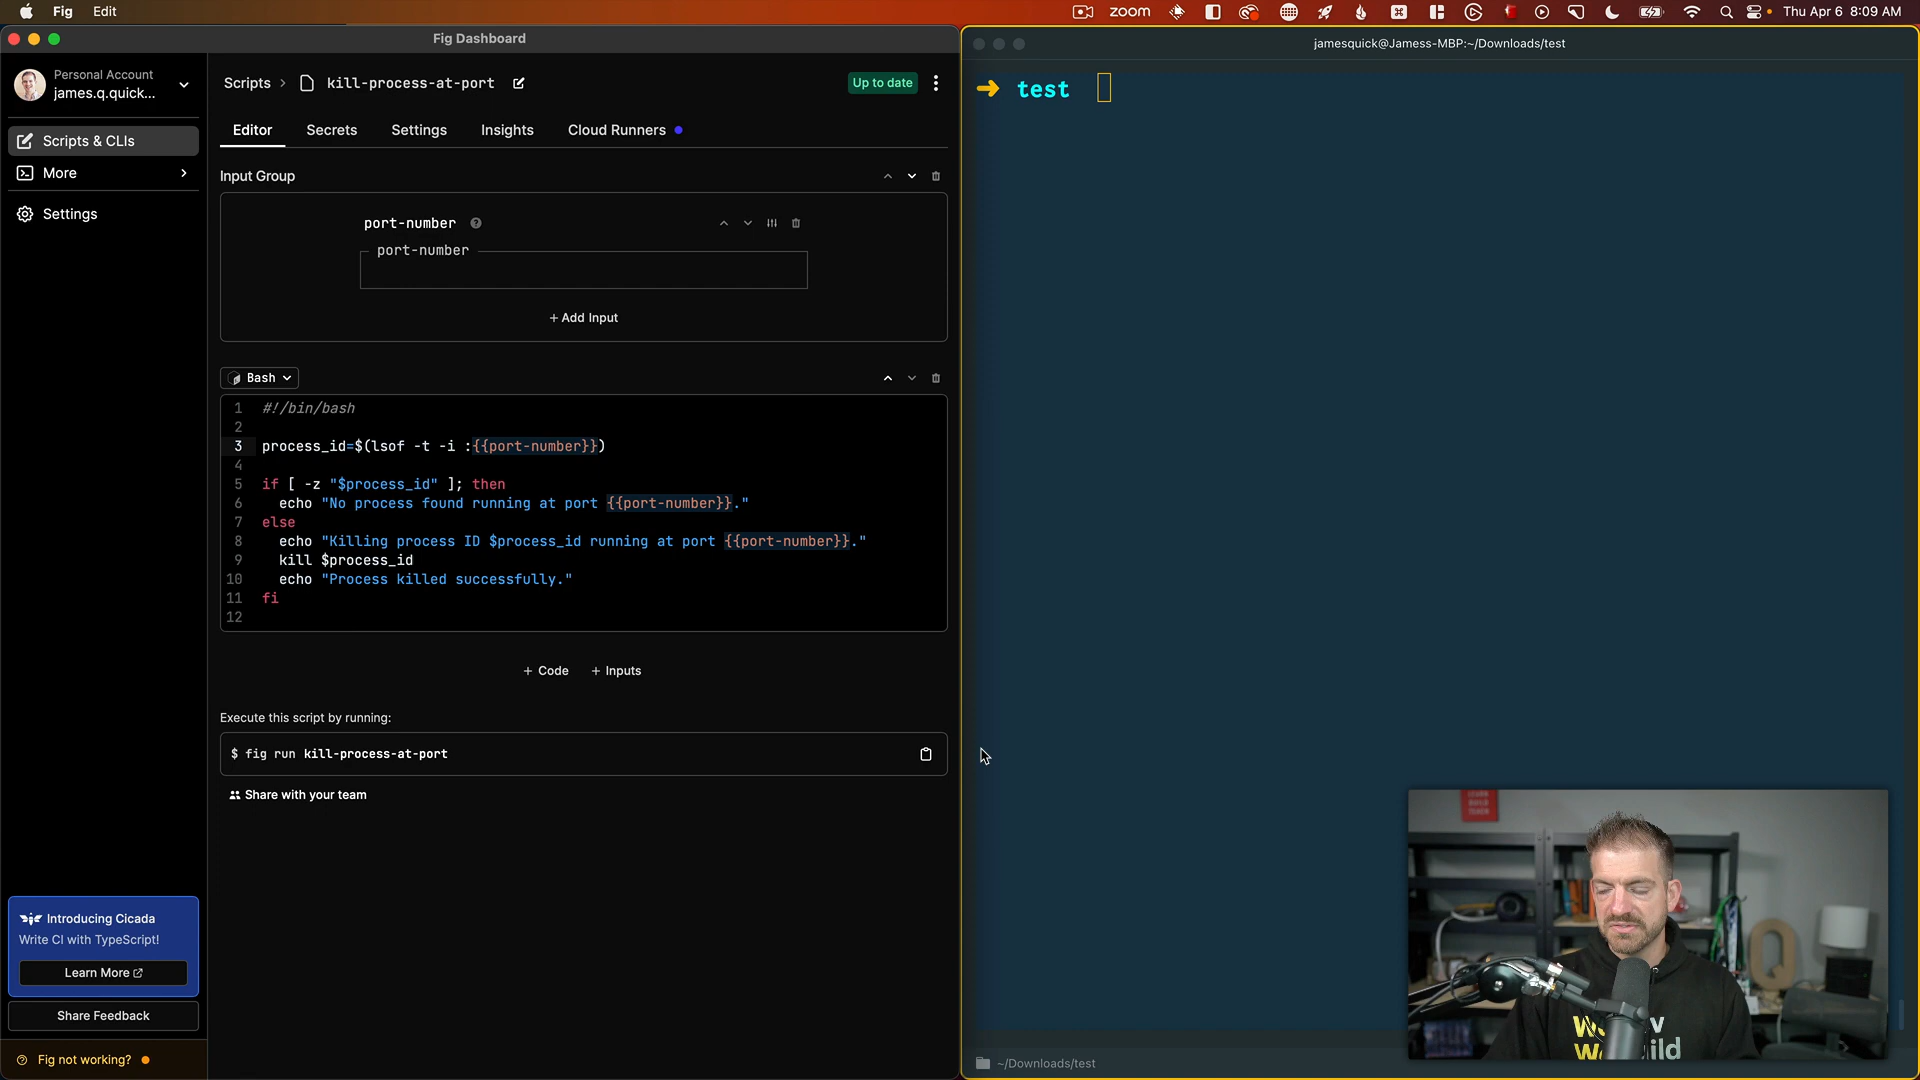 Fig Edit
zoom
Thu Apr 6 8:09 AM
Fig Dashboard
Personal Account
james.q.quick...
Scripts & CLIs
More
Settings
Introducing Cicada
Write CI with TypeScript!
Learn More
Share Feedback
Fig not working?
Scripts > kill-process-at-port
Up to date
Editor Secrets Settings Insights Cloud Runners
Input Group
port-number
port-number
+ Add Input
Bash
1 #!/bin/bash
2
3 process_id=$(lsof -t -i :{{port-number}})
4
5 if [ -z "$process_id" ]; then
6 echo "No process found running at port {{port-number}}."
7 else
8 echo "Killing process ID $process_id running at port {{port-number}}."
9 kill $process_id
10 echo "Process killed successfully."
11 fi
12
+ Code + Inputs
Execute this script by running:
$ fig run kill-process-at-port
Share with your team
jamesquick@Jamess-MBP:~/Downloads/test
➜ test
~/Downloads/test